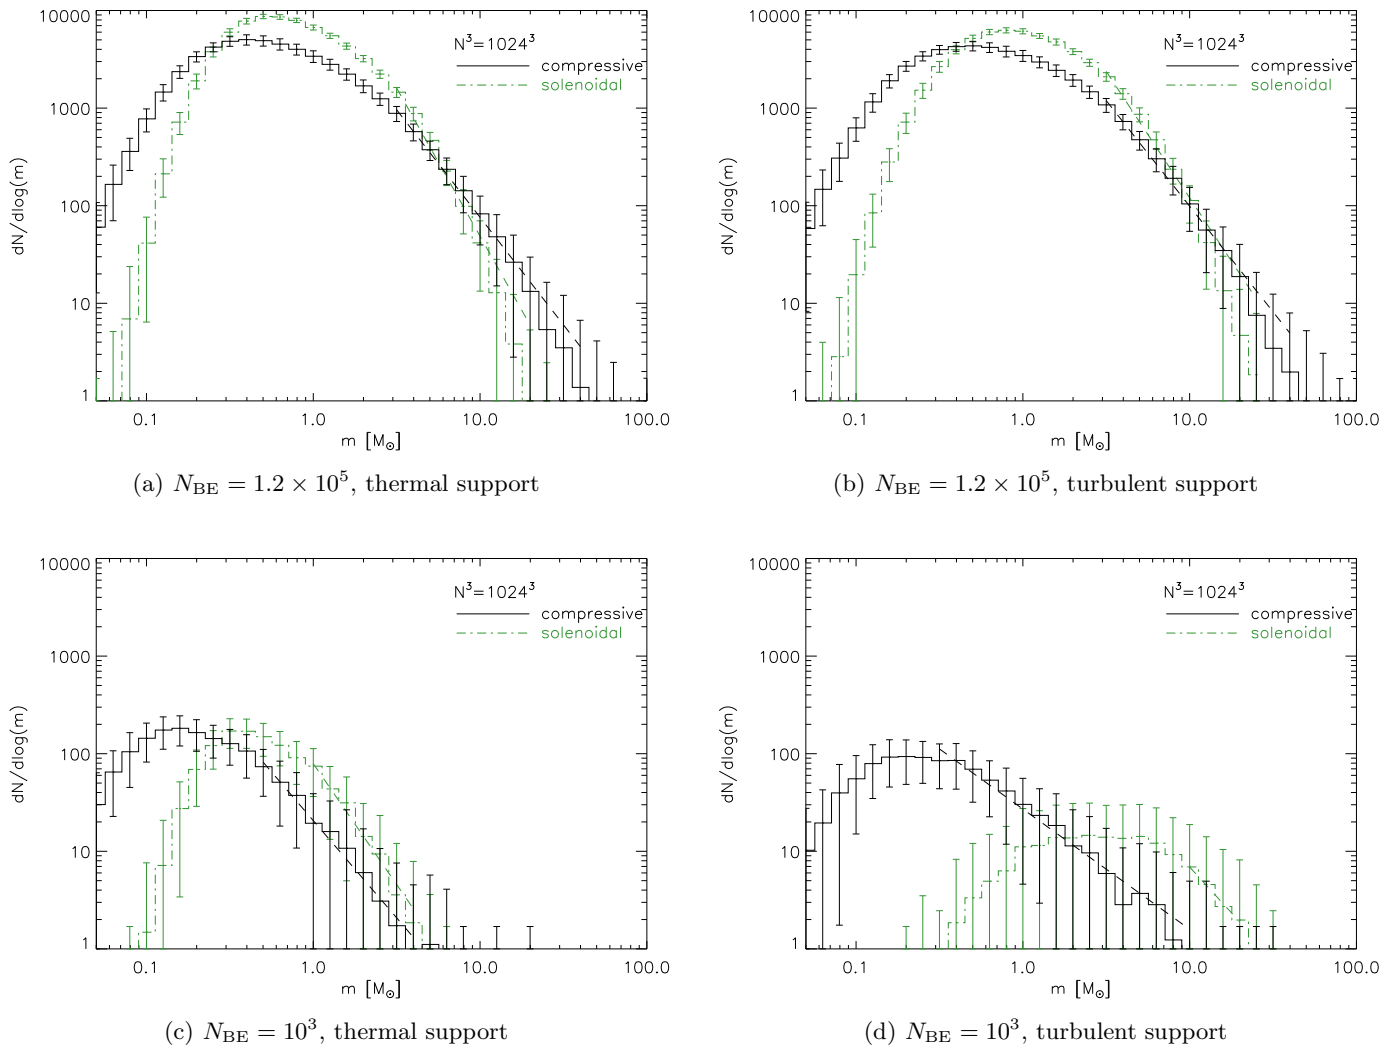 10000
1000
100
10
1
dN/dlog(m)
N³=1024³
compressive
solenoidal
0.1 1.0 10.0 100.0
m [M⊙]
(a) N_BE = 1.2 × 10⁵, thermal support
10000
1000
100
10
1
dN/dlog(m)
N³=1024³
compressive
solenoidal
0.1 1.0 10.0 100.0
m [M⊙]
(b) N_BE = 1.2 × 10⁵, turbulent support
10000
1000
100
10
1
dN/dlog(m)
N³=1024³
compressive
solenoidal
0.1 1.0 10.0 100.0
m [M⊙]
(c) N_BE = 10³, thermal support
10000
1000
100
10
1
dN/dlog(m)
N³=1024³
compressive
solenoidal
0.1 1.0 10.0 100.0
m [M⊙]
(d) N_BE = 10³, turbulent support